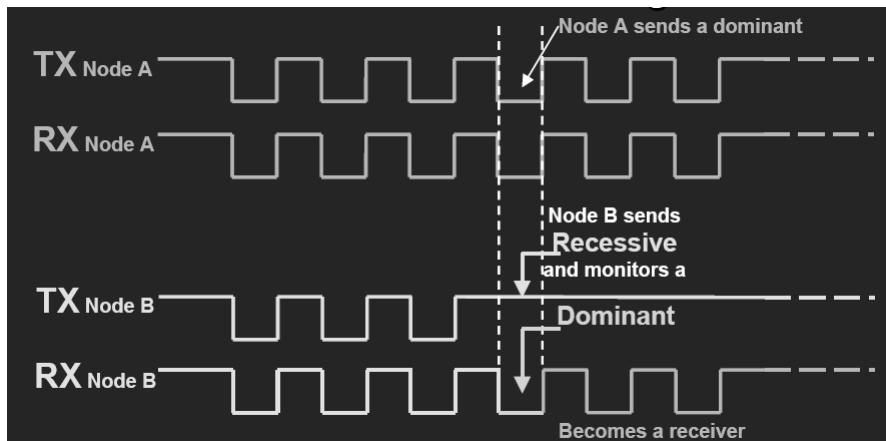 Node A sends a dominant
TX Node A
RX Node A
Node B sends
Recessive
and monitors a
TX Node B
Dominant
RX Node B
Becomes a receiver